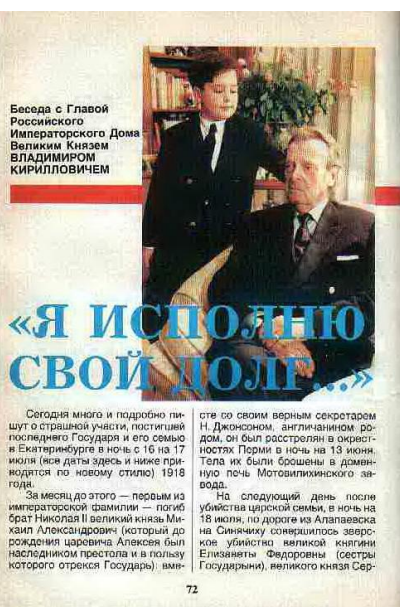 Беседа с Главой
Российского
Императорского Дома
Великим Князем
ВЛАДИМИРОМ
КИРИЛЛОВИЧЕМ
«Я ИСПОЛНЮ
СВОЙ ДОЛГ...»
Сегодня много и подробно пи-
шут о страшной участи, постигшей
последнего Государя и его семью
в Екатеринбурге в ночь с 16 на 17
июля (все даты здесь и ниже при-
водятся по новому стилю) 1918
года.
За месяц до этого — первым из
императорской фамилии — погиб
брат Николая II великий князь Ми-
хаил Александрович (который до
рождения царевича Алексея был
наследником престола и в пользу
которого отрекся Государь): вме-
сте со своим верным секретарем
Н. Джонсоном, англичанином ро-
дом, он был расстрелян в окрест-
ностях Перми в ночь на 13 июня.
Тела их были брошены в домен-
ную печь Мотовилихинского за-
вода.
На следующий день после
убийства царской семьи, в ночь на
18 июля, по дороге из Алапаевска
на Синячиху совершилось зверс-
кое убийство великой княгини
Елизаветы Федоровны (сестры
Государыни), великого князя Сер-
72